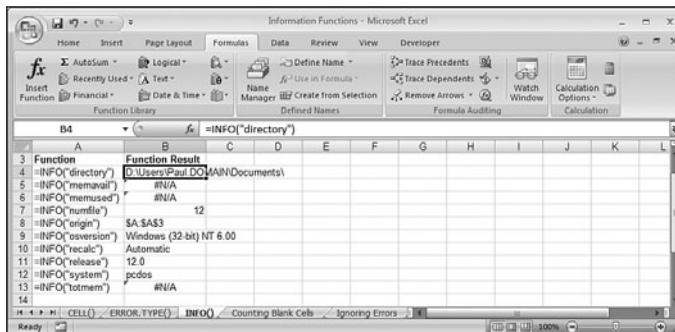 Information Functions - Microsoft Excel
Home Insert Page Layout Formulas Data Review View Developer
Σ AutoSum Logical
Recently Used Text
Financial Date & Time
Insert Function
Function Library
Name Manager
Define Name
Use in Formula
Create from Selection
Defined Names
Trace Precedents
Trace Dependents
Remove Arrows
Formula Auditing
Watch Window
Calculation Options
Calculation
B4 fx =INFO("directory")
A B C D E F G H I J K L
3 Function Function Result
4 =INFO("directory") D:\Users\Paul.DOMAIN\Documents\
5 =INFO("memavail") #N/A
6 =INFO("memused") #N/A
7 =INFO("numfile") 12
8 =INFO("origin") $A:$A$3
9 =INFO("osversion") Windows (32-bit) NT 6.00
10 =INFO("recalc") Automatic
11 =INFO("release") 12.0
12 =INFO("system") pcdos
13 =INFO("totmem") #N/A
14
CELL() ERROR.TYPE() INFO() Counting Blank Cells Ignoring Errors
Ready 100%